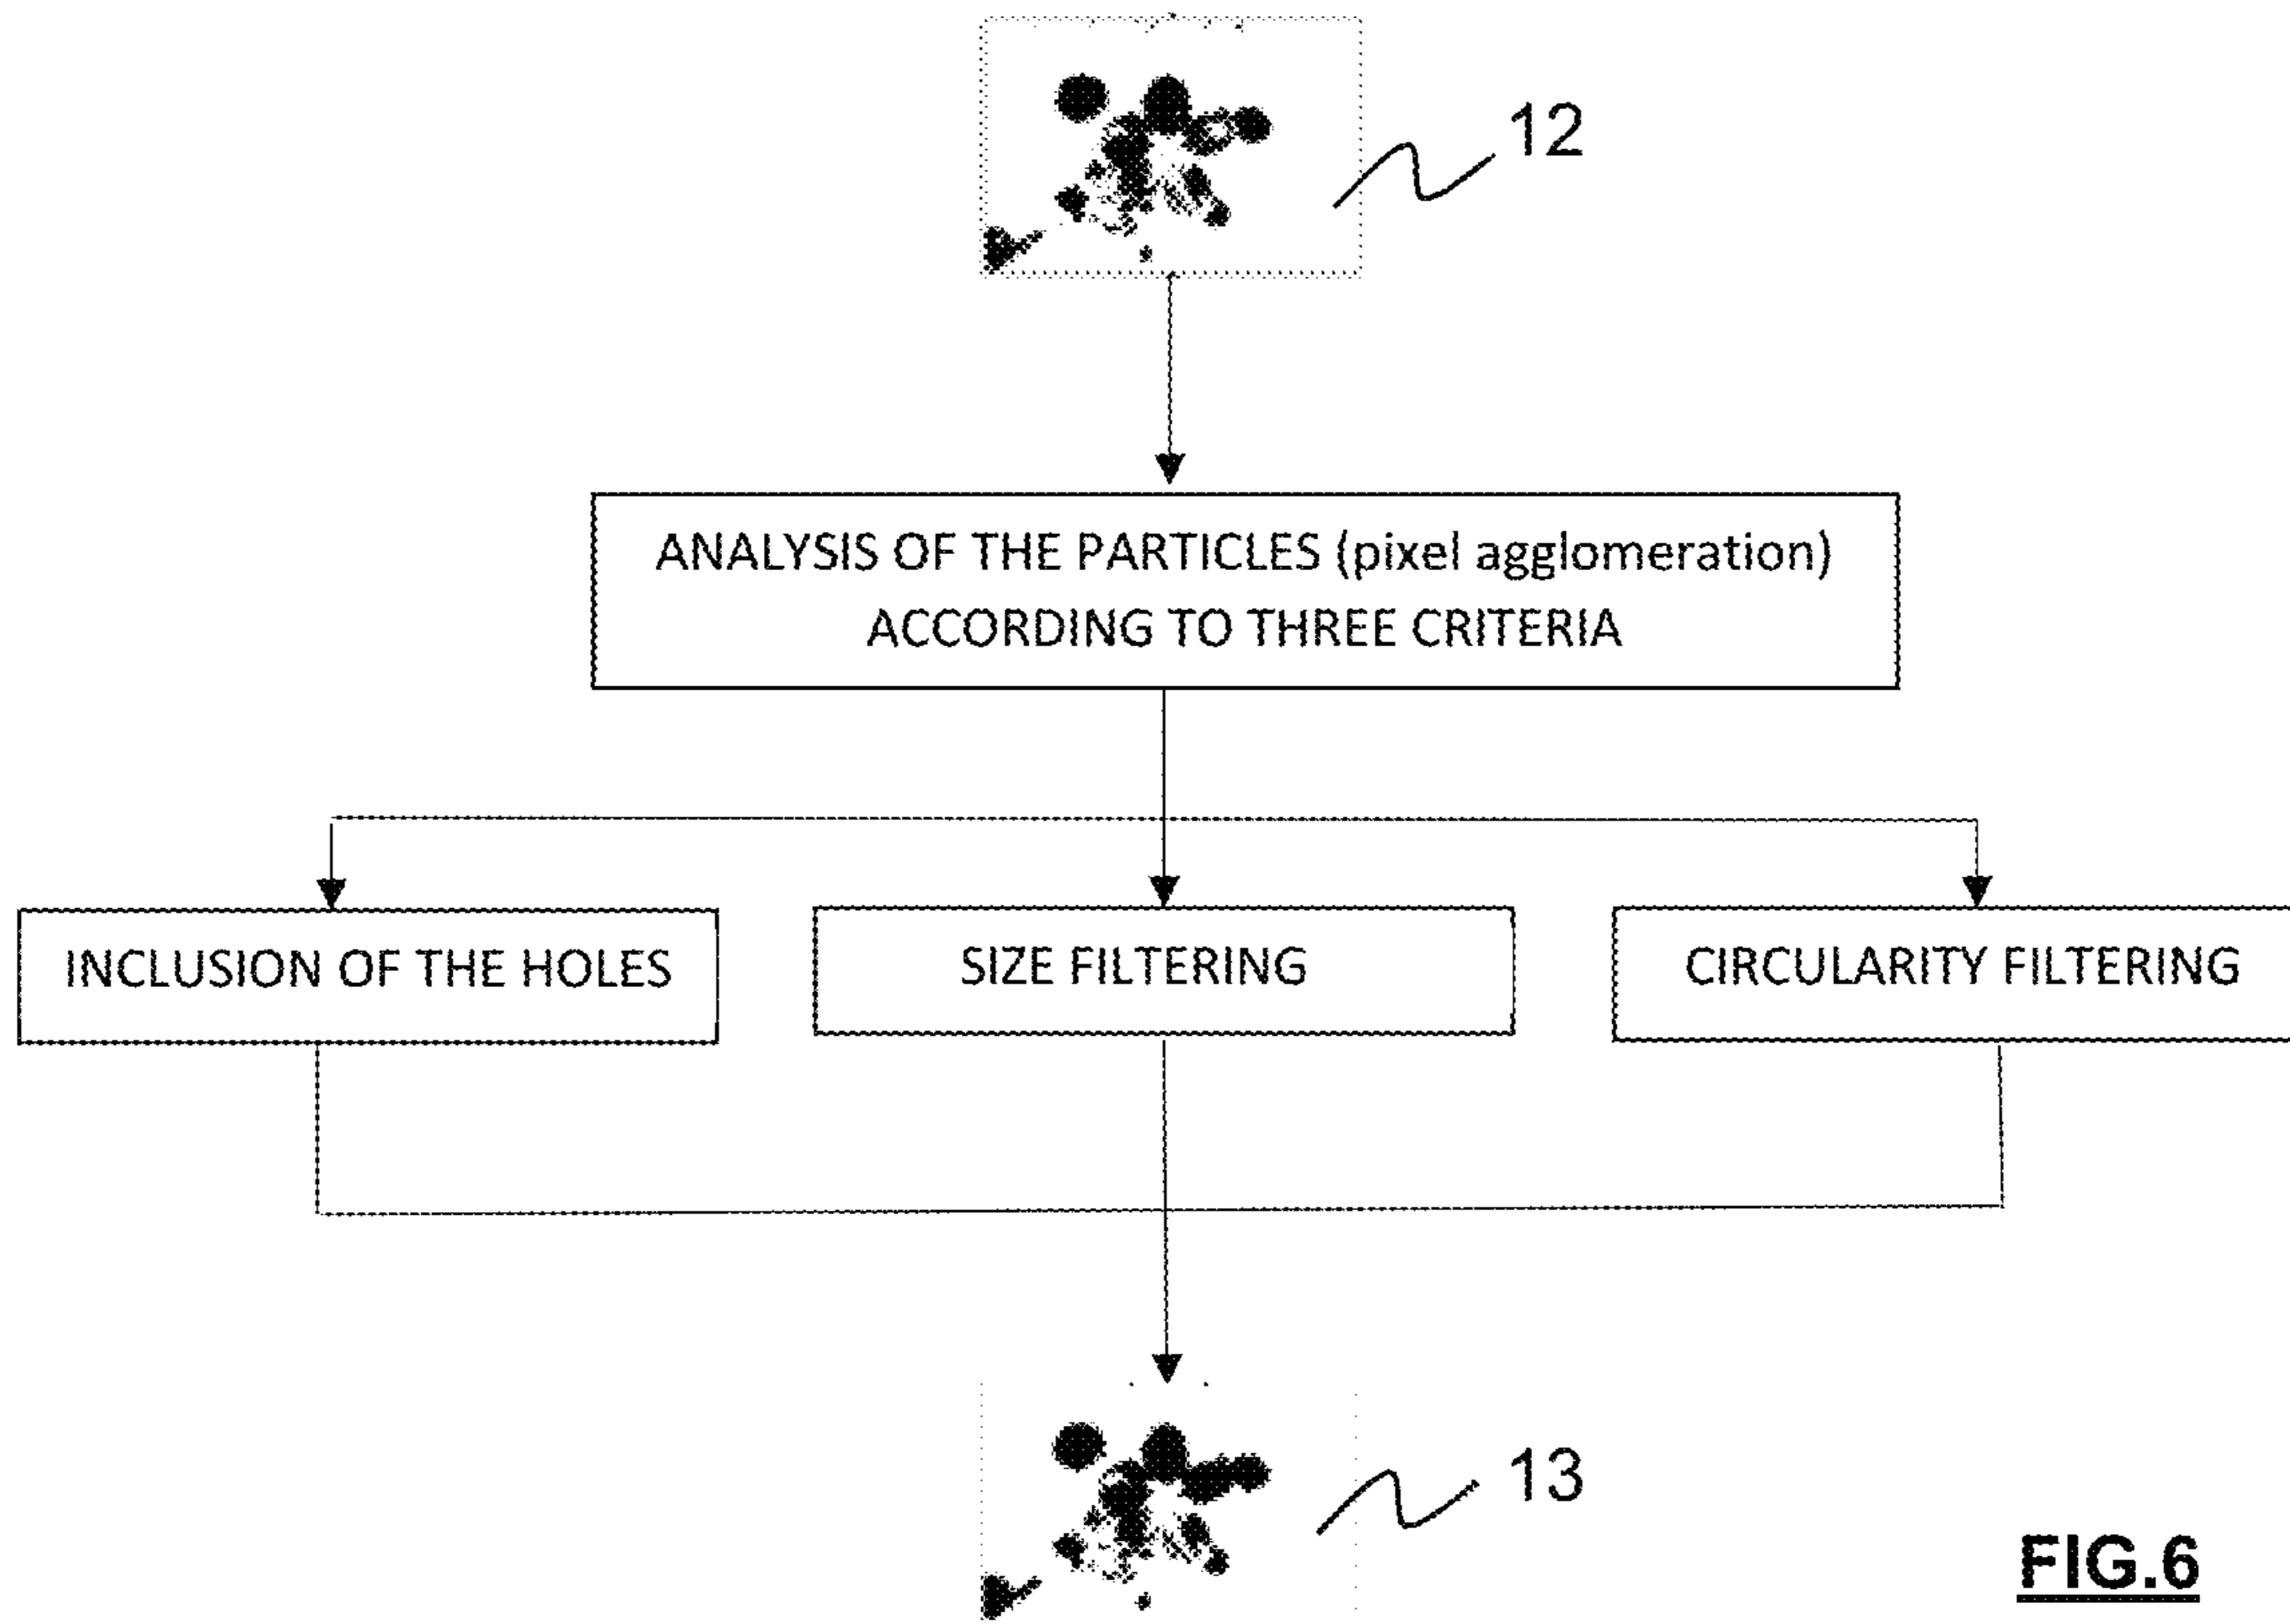 12
ANALYSIS OF THE PARTICLES (pixel agglomeration)
ACCORDING TO THREE CRITERIA
INCLUSION OF THE HOLES
SIZE FILTERING
CIRCULARITY FILTERING
13
FIG.6